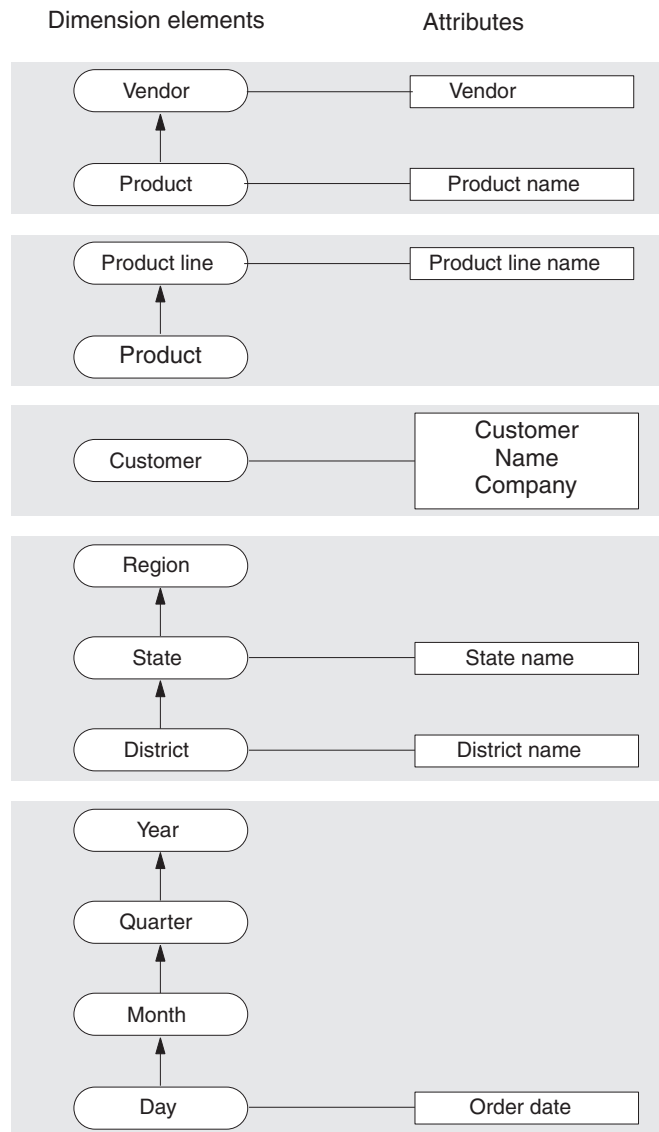 Dimension elements Attributes
Vendor Vendor
Product Product name
Product line Product line name
Product
Customer
Customer
Name
Company
Region
State State name
District District name
Year
Quarter
Month
Day Order date